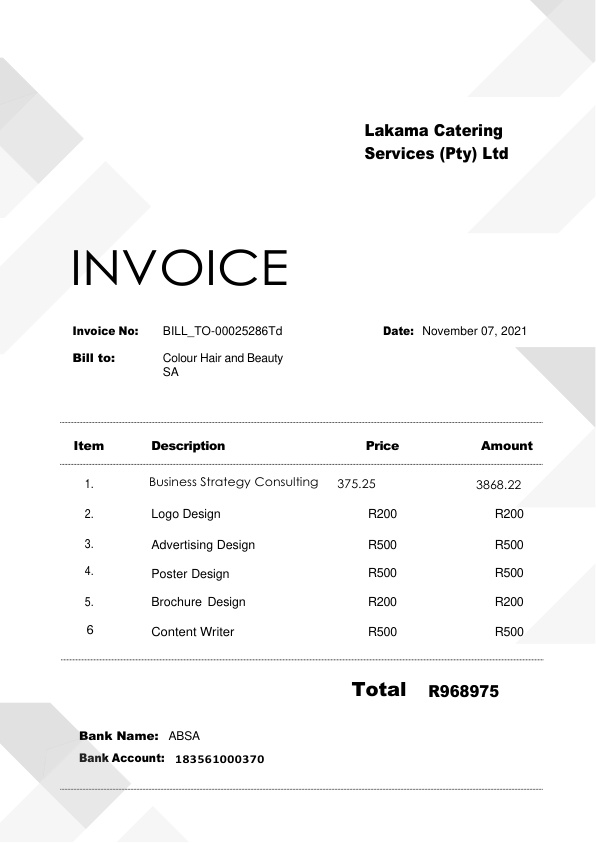 Lakama Catering
Services (Pty) Ltd
INVOICE
Invoice No: BILL_TO-00025286Td Date: November 07, 2021
Bill to: Colour Hair and Beauty
SA
Item Description Price Amount
1. Business Strategy Consulting 375.25 3868.22
2. Logo Design R200 R200
3. Advertising Design R500 R500
4. Poster Design R500 R500
5. Brochure Design R200 R200
6 Content Writer R500 R500
Total R968975
Bank Name: ABSA
Bank Account: 183561000370